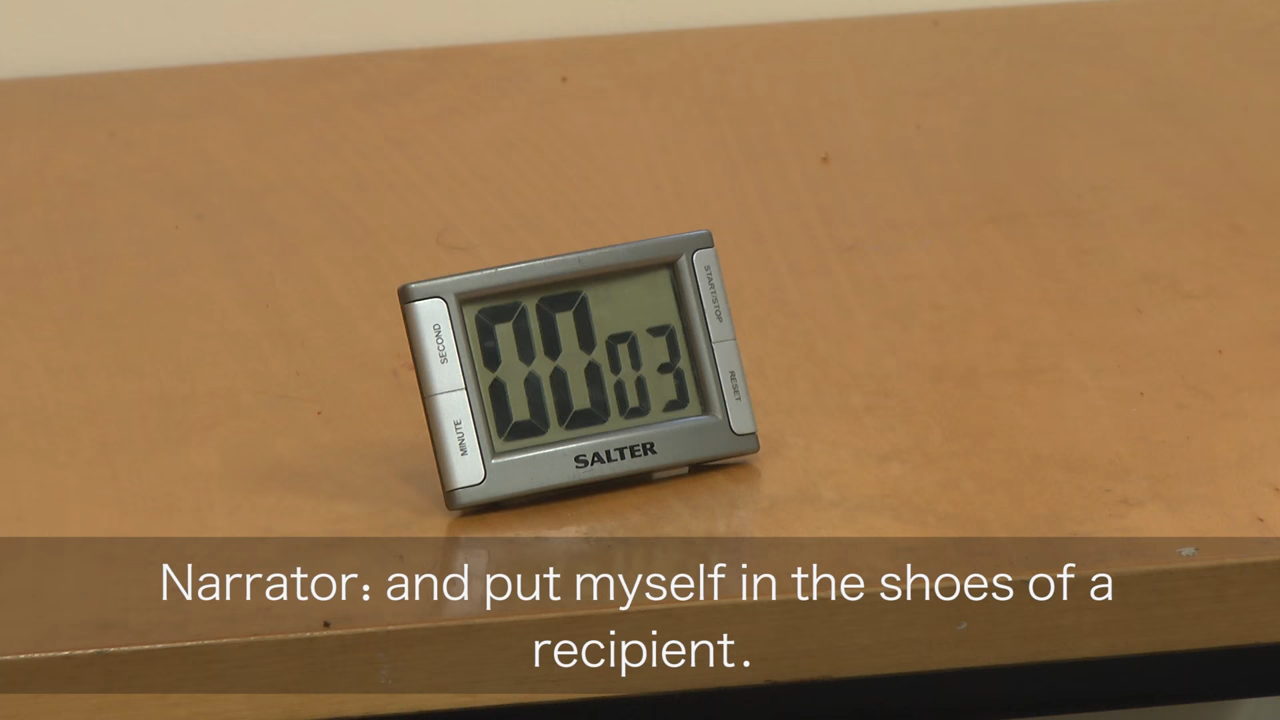 SECOND
MINUTE
00 03
START/STOP
RESET
SALTER
Narrator: and put myself in the shoes of a
recipient.